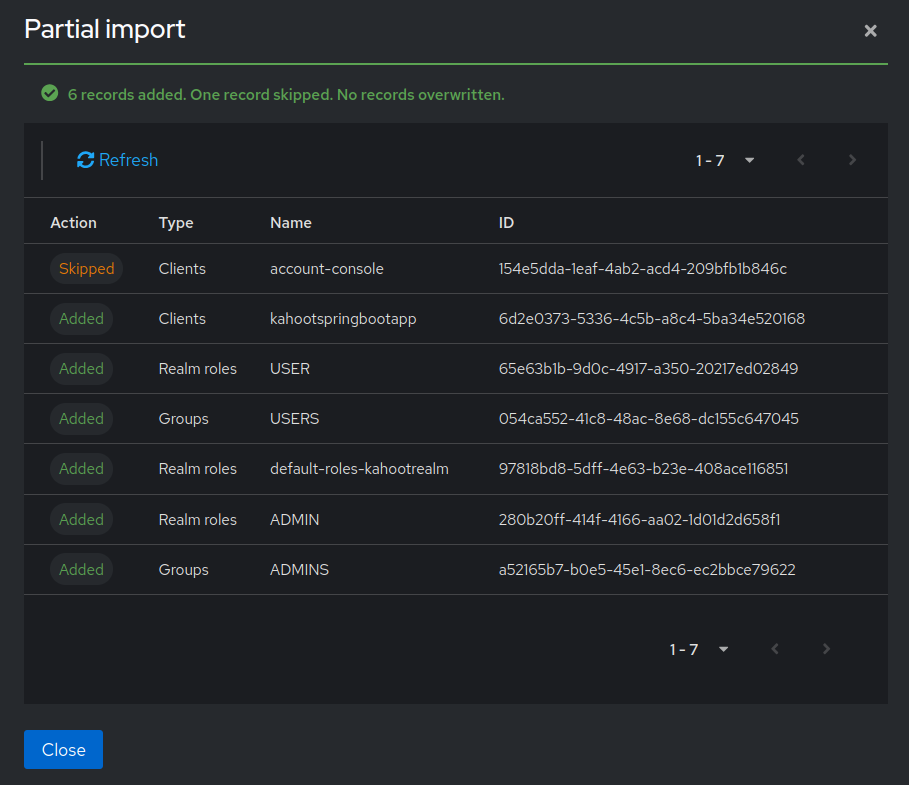 Partial import
6 records added. One record skipped. No records overwritten.
Refresh 1 - 7
Action Type Name ID
Skipped Clients account-console 154e5dda-1eaf-4ab2-acd4-209bfb1b846c
Added Clients kahootspringbootapp 6d2e0373-5336-4c5b-a8c4-5ba34e520168
Added Realm roles USER 65e63b1b-9d0c-4917-a350-20217ed02849
Added Groups USERS 054ca552-41c8-48ac-8e68-dc155c647045
Added Realm roles default-roles-kahootrealm 97818bd8-5dff-4e63-b23e-408ace116851
Added Realm roles ADMIN 280b20ff-414f-4166-aa02-1d01d2d658f1
Added Groups ADMINS a52165b7-b0e5-45e1-8ec6-ec2bbce79622
1 - 7
Close